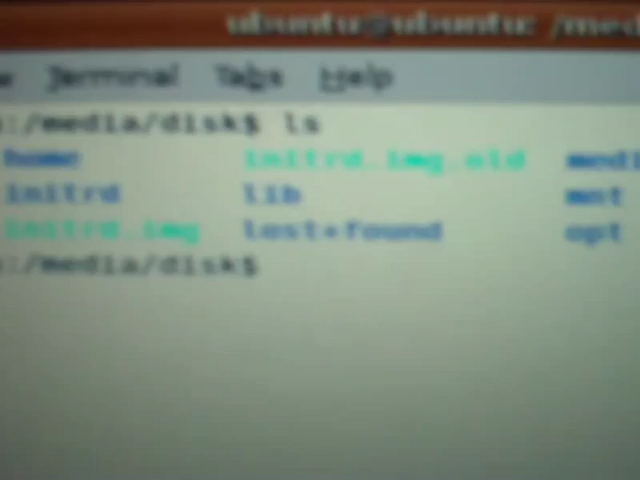 ubuntu@ubuntu: /med
w Terminal Tabs Help
:/media/disk$ ls
home initrd.img.old medi
initrd lib mnt
initrd.img lost+found opt
:/media/disk$